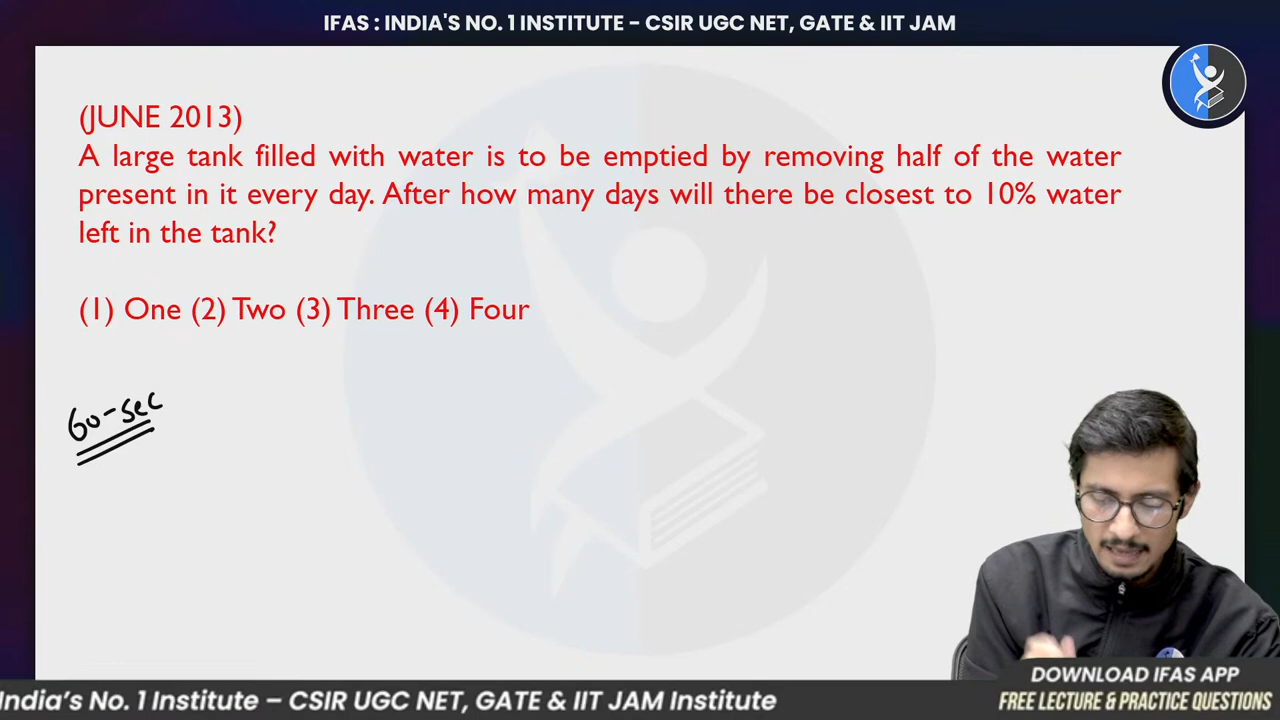 IFAS : INDIA'S NO. 1 INSTITUTE - CSIR UGC NET, GATE & IIT JAM
(JUNE 2013)
A large tank filled with water is to be emptied by removing half of the water
present in it every day. After how many days will there be closest to 10% water
left in the tank?
(1) One (2) Two (3) Three (4) Four
60-sec
DOWNLOAD IFAS APP
India's No. 1 Institute – CSIR UGC NET, GATE & IIT JAM Institute
FREE LECTURE & PRACTICE QUESTIONS